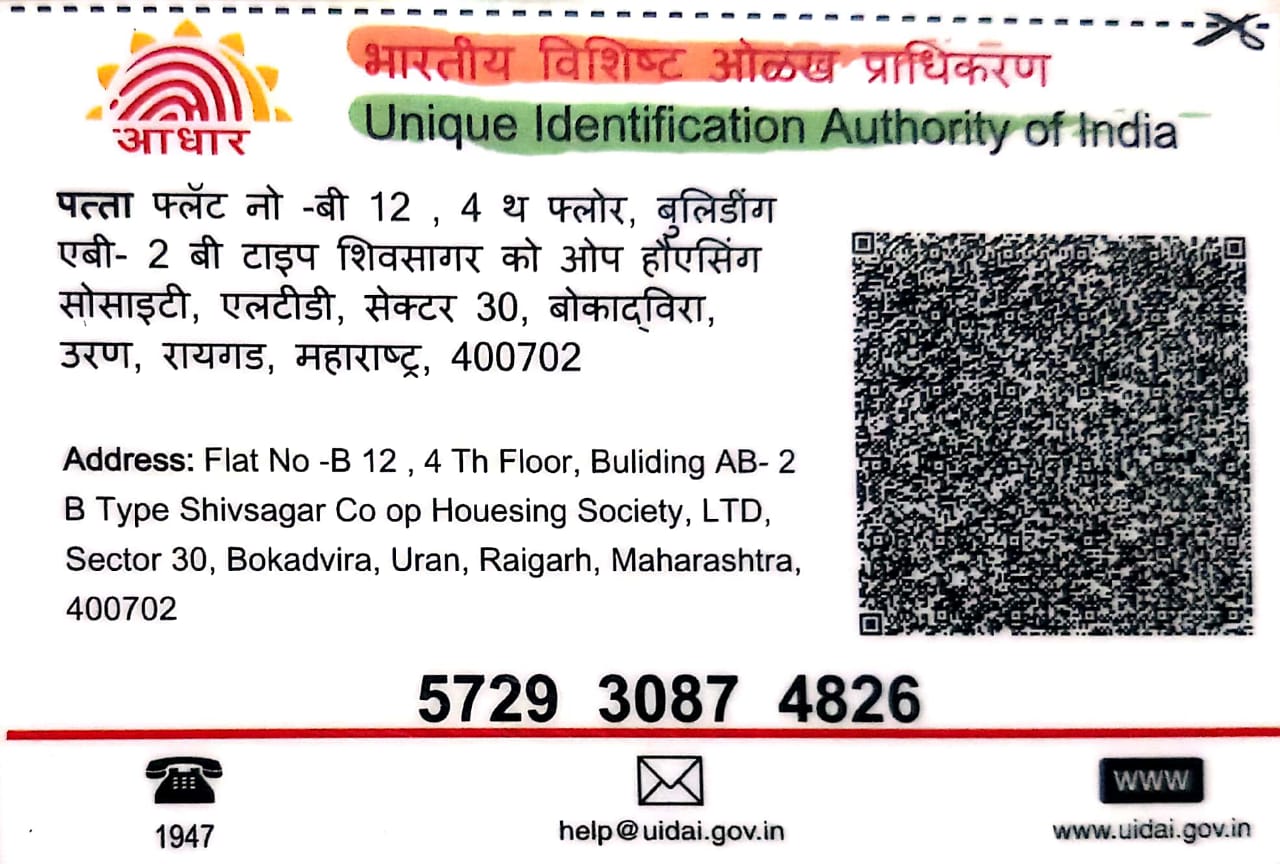 आधार
भारतीय विशिष्ट ओळख प्राधिकरण
Unique Identification Authority of India
पत्ता फ्लॅट नो -बी 12 , 4 थ फ्लोर, बुलिडींग
एबी- 2 बी टाइप शिवसागर को ओप हौएसिंग
सोसाइटी, एलटीडी, सेक्टर 30, बोकाद्विरा,
उरण, रायगड, महाराष्ट्र, 400702
Address: Flat No -B 12 , 4 Th Floor, Buliding AB- 2
B Type Shivsagar Co op Houesing Society, LTD,
Sector 30, Bokadvira, Uran, Raigarh, Maharashtra,
400702
5729 3087 4826
1947
help@uidai.gov.in
www
www.uidai.gov.in